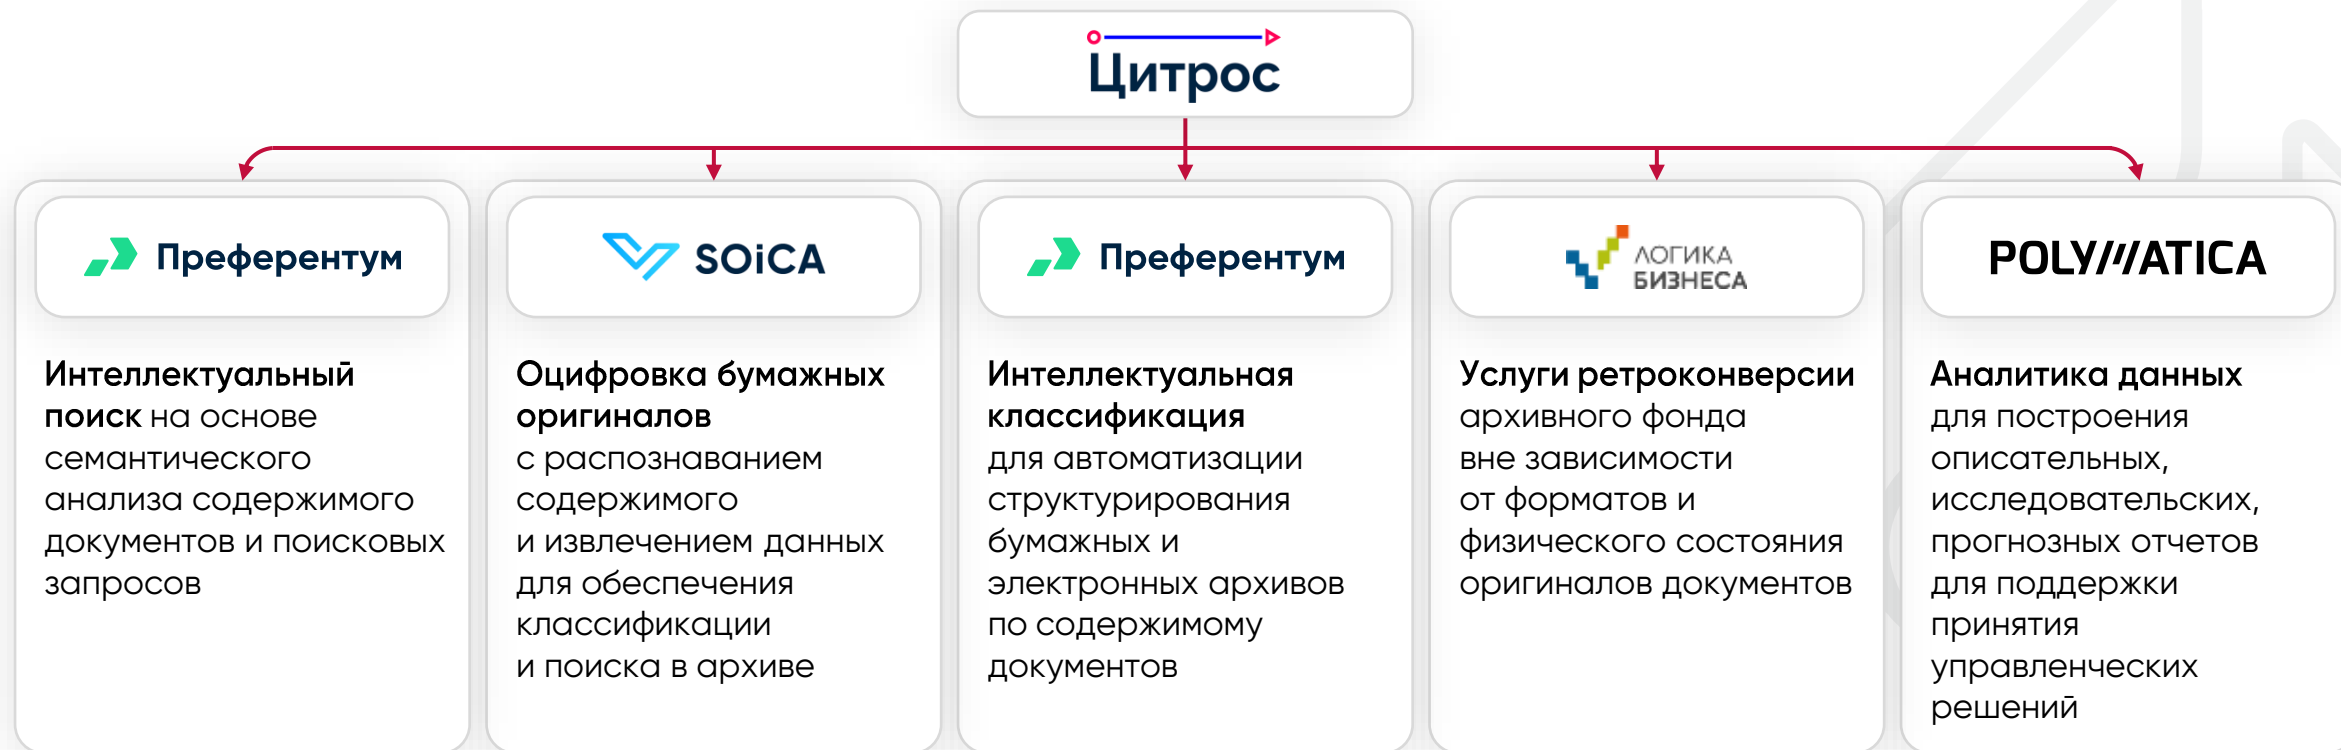 Цитрос
Преферентум
Интеллектуальный
поиск на основе
семантического
анализа содержимого
документов и поисковых
запросов
SOiCA
Оцифровка бумажных
оригиналов
с распознаванием
содержимого
и извлечением данных
для обеспечения
классификации
и поиска в архиве
Преферентум
Интеллектуальная
классификация
для автоматизации
структурирования
бумажных и
электронных архивов
по содержимому
документов
ЛОГИКА
БИЗНЕСА
Услуги ретроконверсии
архивного фонда
вне зависимости
от форматов и
физического состояния
оригиналов документов
POLYMATICA
Аналитика данных
для построения
описательных,
исследовательских,
прогнозных отчетов
для поддержки
принятия
управленческих
решений